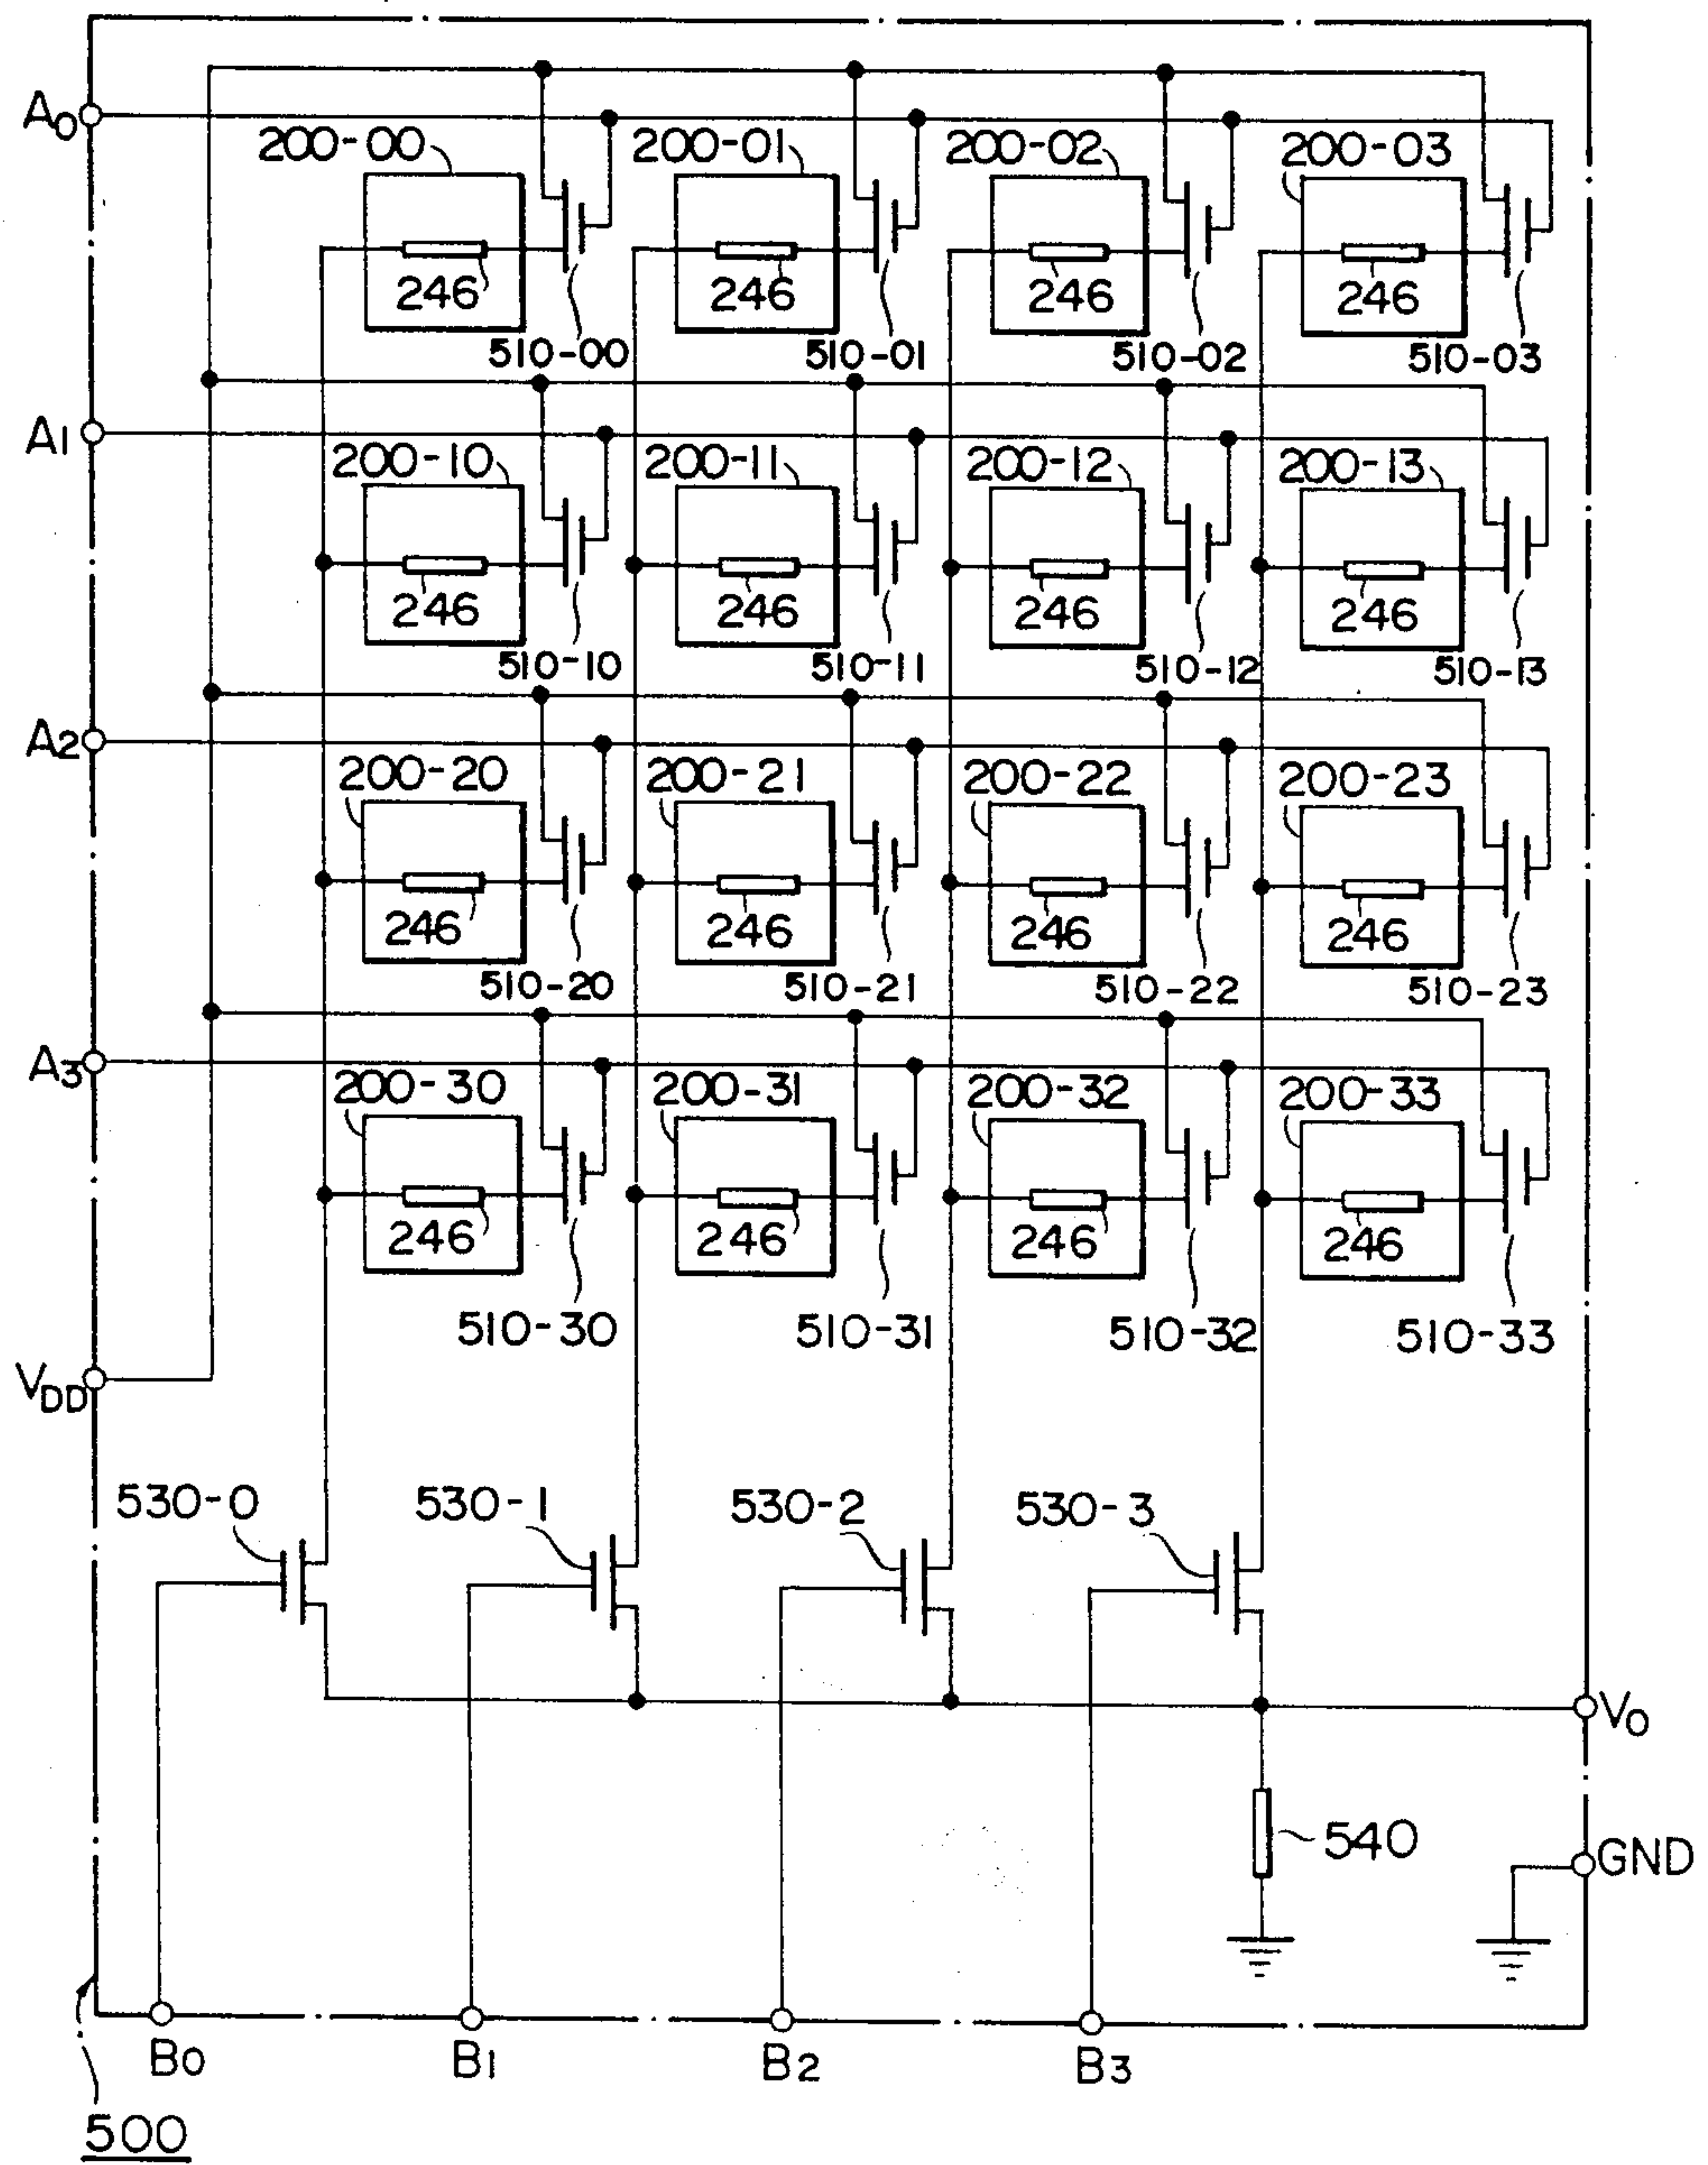 A0
200-00 200-01 200-02 200-03
246 246 246 246
510-00 510-01 510-02 510-03
A1
200-10 200-11 200-12 200-13
246 246 246 246
510-10 510-11 510-12 510-13
A2
200-20 200-21 200-22 200-23
246 246 246 246
510-20 510-21 510-22 510-23
A3
200-30 200-31 200-32 200-33
246 246 246 246
510-30 510-31 510-32 510-33
VDD
530-0 530-1 530-2 530-3
V0
540
GND
B0 B1 B2 B3
500